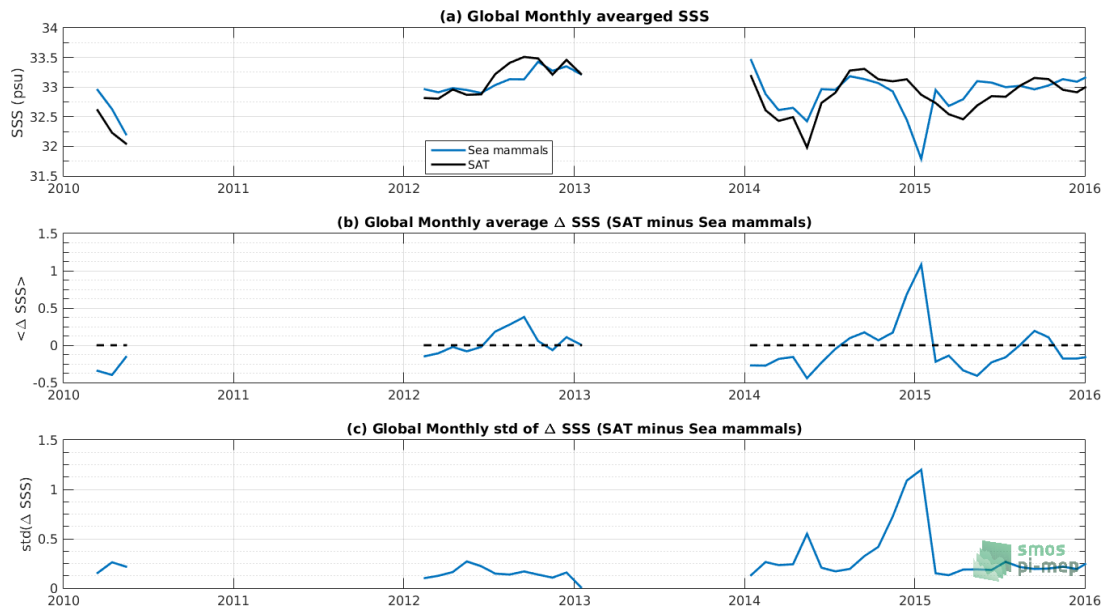 (a) Global Monthly avearged SSS
SSS (psu)
34
33.5
33
32.5
32
31.5
Sea mammals
SAT
2010 2011 2012 2013 2014 2015 2016
(b) Global Monthly average Δ SSS (SAT minus Sea mammals)
<Δ SSS>
1.5
1
0.5
0
-0.5
2010 2011 2012 2013 2014 2015 2016
(c) Global Monthly std of Δ SSS (SAT minus Sea mammals)
std(Δ SSS)
1.5
1
0.5
0
smos
pi-mep
2010 2011 2012 2013 2014 2015 2016